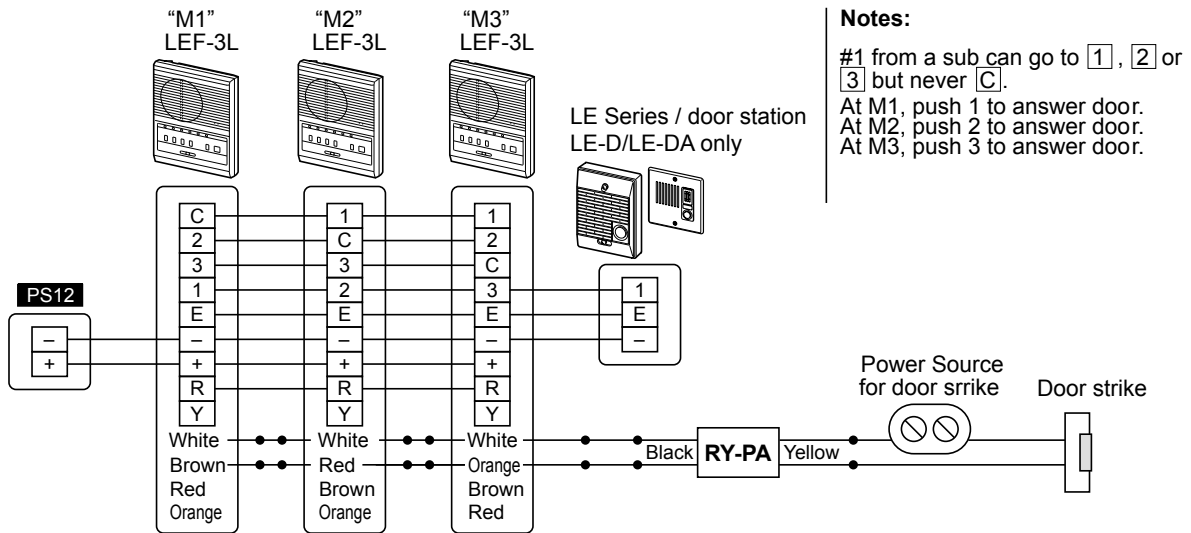 “M1”
LEF-3L
“M2”
LEF-3L
“M3”
LEF-3L
LE Series / door station
LE-D/LE-DA only
Notes:
#1 from a sub can go to 1 , 2 or
3 but never C .
At M1, push 1 to answer door.
At M2, push 2 to answer door.
At M3, push 3 to answer door.
PS12
–
+
C
2
3
1
E
–
+
R
Y
White
Brown
Red
Orange
1
C
3
2
E
–
+
R
Y
White
Red
Brown
Orange
1
2
C
3
E
–
+
R
Y
White
Orange
Brown
Red
1
E
–
Black
RY-PA
Yellow
Power Source
for door srrike
Door strike